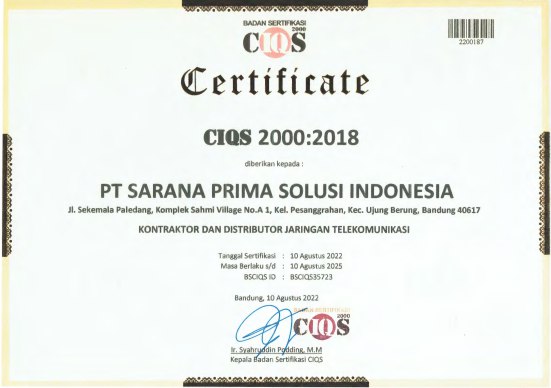 BADAN SERTIFIKASI
CIQS 2000
2200187
Certificate
CIQS 2000:2018
diberikan kepada :
PT SARANA PRIMA SOLUSI INDONESIA
Jl. Sekemala Paledang, Komplek Sahmi Village No.A 1, Kel. Pesanggrahan, Kec. Ujung Berung, Bandung 40617
KONTRAKTOR DAN DISTRIBUTOR JARINGAN TELEKOMUNIKASI
Tanggal Sertifikasi : 10 Agustus 2022
Masa Berlaku s/d : 10 Agustus 2025
BSCIQS ID : BSCIQS35723
Bandung, 10 Agustus 2022
BADAN SERTIFIKASI
CIQS 2000
Ir. Syahruddin Podding, M.M
Kepala Badan Sertifikasi CIQS